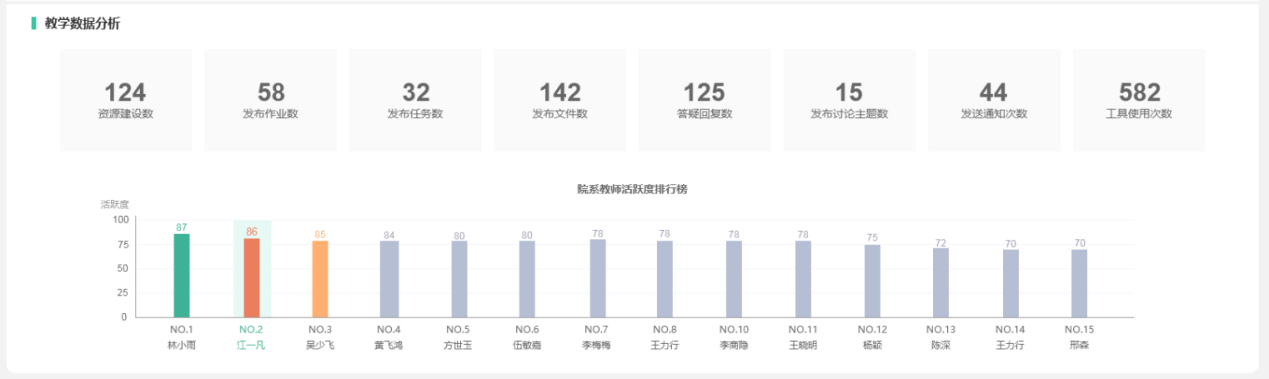 教学数据分析
124 58 32 142 125 15 44 582
资源建设数 发布作业数 发布任务数 发布文件数 答疑回复数 发布讨论主题数 发送通知次数 工具使用次数
院系教师活跃度排行榜
活跃度
100
75
50
25
0
87 86 85 84 80 80 78 78 78 78 75 72 70 70
NO.1 NO.2 NO.3 NO.4 NO.5 NO.6 NO.7 NO.8 NO.10 NO.11 NO.12 NO.13 NO.14 NO.15
林小雨 江一凡 吴少飞 黄飞鸿 方世玉 伍敏嘉 李梅梅 王力行 李商隐 王晓明 杨颖 陈深 王力行 邢森